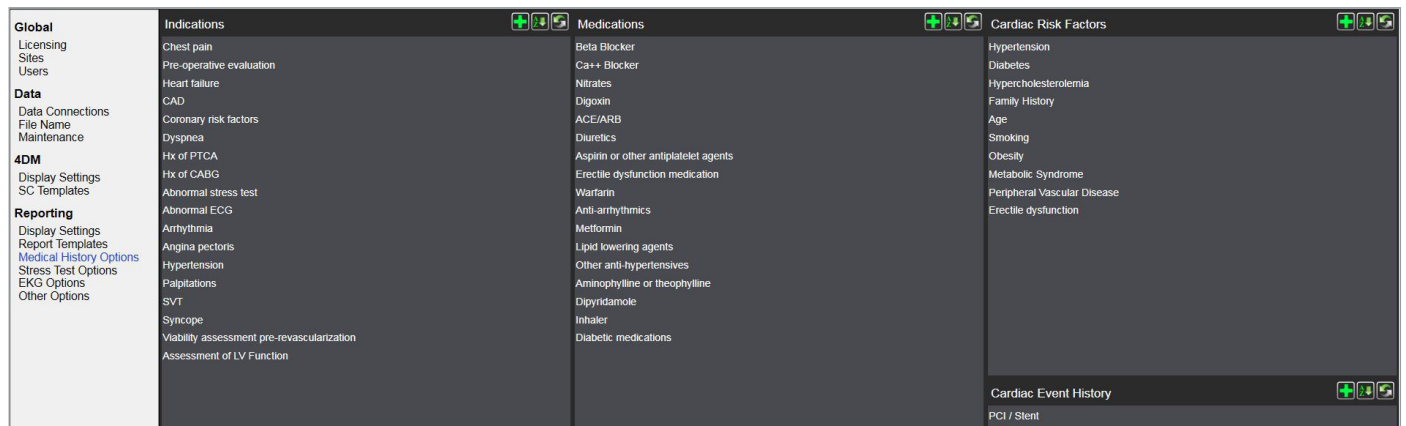 Global
Licensing
Sites
Users
Data
Data Connections
File Name
Maintenance
4DM
Display Settings
SC Templates
Reporting
Display Settings
Report Templates
Medical History Options
Stress Test Options
EKG Options
Other Options
Indications
Chest pain
Pre-operative evaluation
Heart failure
CAD
Coronary risk factors
Dyspnea
Hx of PTCA
Hx of CABG
Abnormal stress test
Abnormal ECG
Arrhythmia
Angina pectoris
Hypertension
Palpitations
SVT
Syncope
Viability assessment pre-revascularization
Assessment of LV Function
Medications
Beta Blocker
Ca++ Blocker
Nitrates
Digoxin
ACE/ARB
Diuretics
Aspirin or other antiplatelet agents
Erectile dysfunction medication
Warfarin
Anti-arrhythmics
Metformin
Lipid lowering agents
Other anti-hypertensives
Aminophylline or theophylline
Dipyridamole
Inhaler
Diabetic medications
Cardiac Risk Factors
Hypertension
Diabetes
Hypercholesterolemia
Family History
Age
Smoking
Obesity
Metabolic Syndrome
Peripheral Vascular Disease
Erectile dysfunction
Cardiac Event History
PCI / Stent